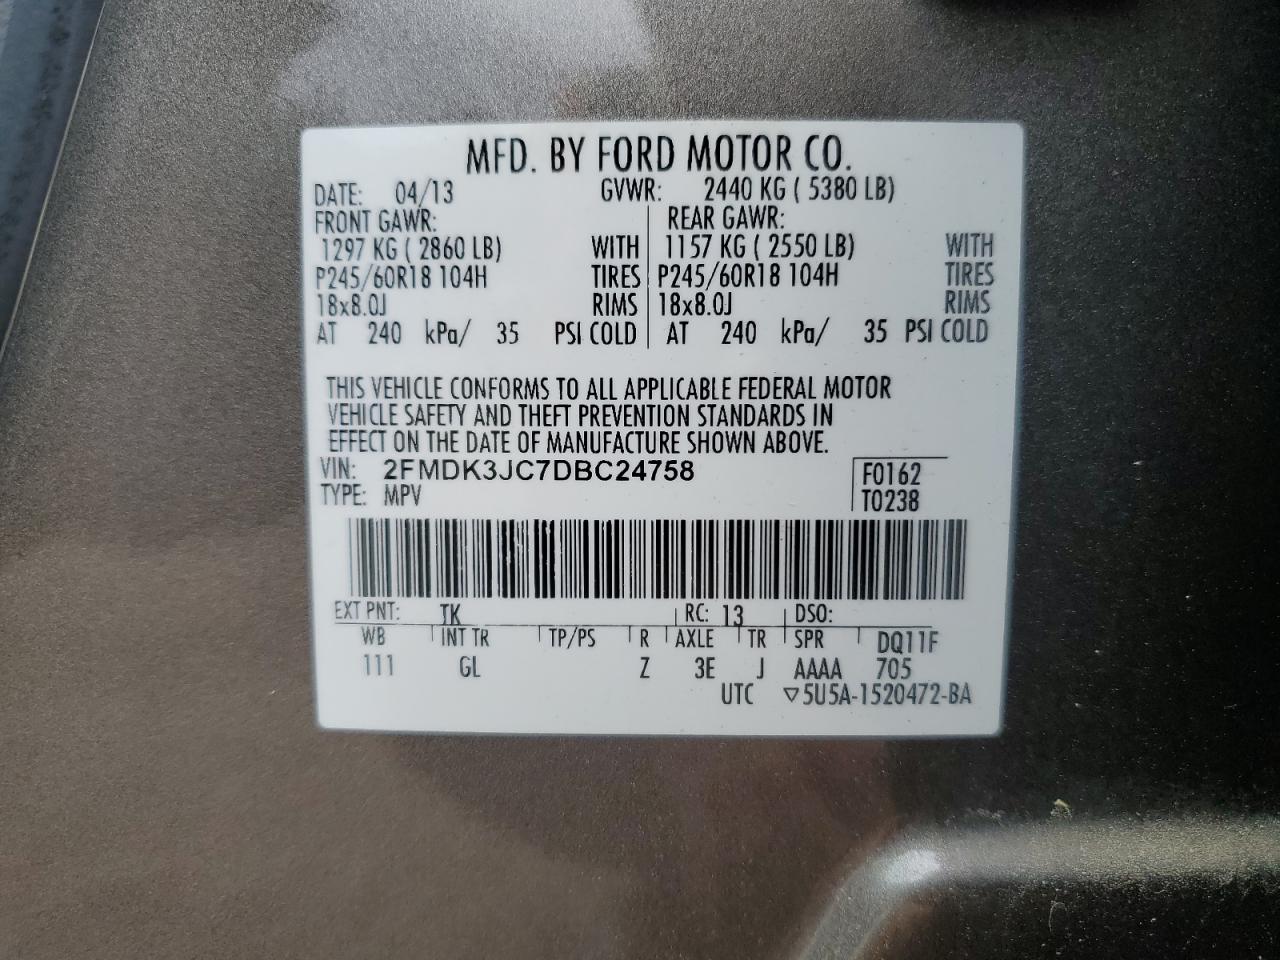 MFD. BY FORD MOTOR CO.
DATE: 04/13 GVWR: 2440 KG ( 5380 LB)
FRONT GAWR: REAR GAWR:
1297 KG ( 2860 LB) WITH 1157 KG ( 2550 LB) WITH
P245/60R18 104H TIRES P245/60R18 104H TIRES
18x8.0J RIMS 18x8.0J RIMS
AT 240 kPa/ 35 PSI COLD AT 240 kPa/ 35 PSI COLD
THIS VEHICLE CONFORMS TO ALL APPLICABLE FEDERAL MOTOR
VEHICLE SAFETY AND THEFT PREVENTION STANDARDS IN
EFFECT ON THE DATE OF MANUFACTURE SHOWN ABOVE.
VIN: 2FMDK3JC7DBC24758 F0162
TYPE: MPV T0238
EXT PNT: TK RC: 13 DSO:
WB INT TR TP/PS R AXLE TR SPR DQ11F
111 GL Z 3E J AAAA 705
UTC ▽5U5A-1520472-BA